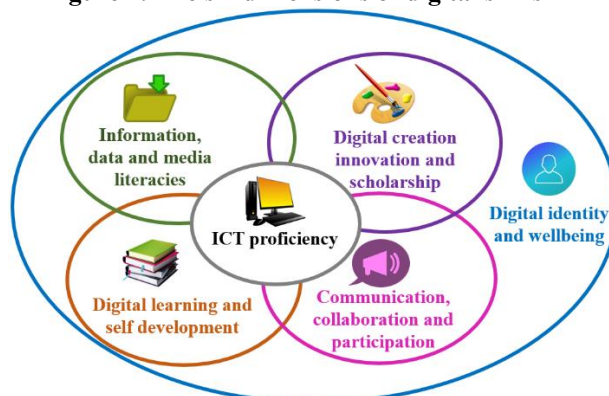 Information,
data and media
literacies
Digital creation
innovation and
scholarship
Digital identity
and wellbeing
ICT proficiency
Digital learning and
self development
Communication,
collaboration and
participation